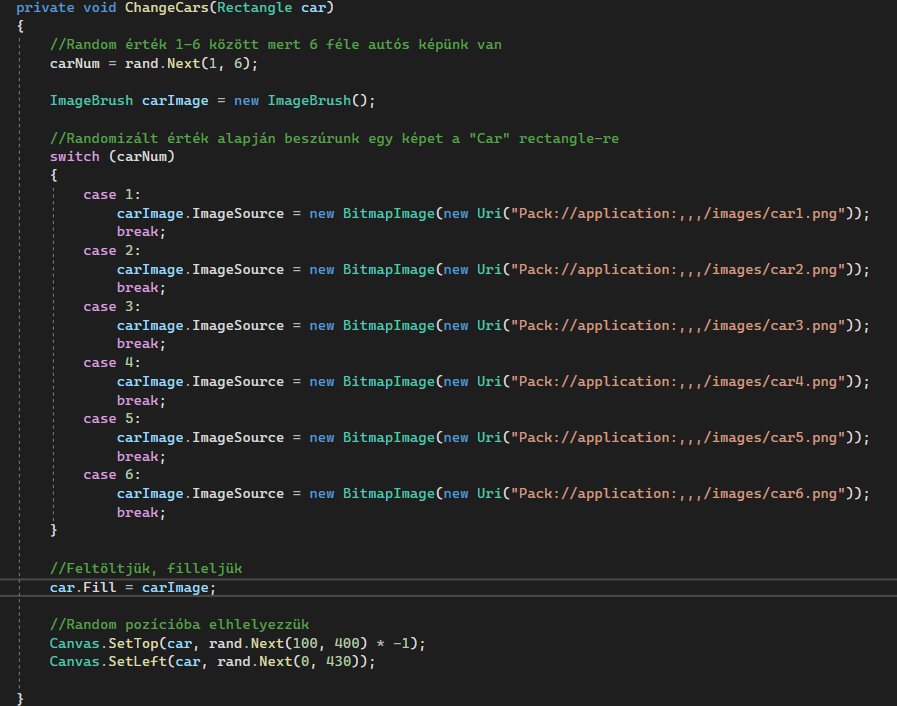 private void ChangeCars(Rectangle car)
{
//Random érték 1-6 között mert 6 féle autós képünk van
carNum = rand.Next(1, 6);
ImageBrush carImage = new ImageBrush();
//Randomizált érték alapján beszúrunk egy képet a "Car" rectangle-re
switch (carNum)
{
case 1:
carImage.ImageSource = new BitmapImage(new Uri("Pack://application:,,,/images/car1.png"));
break;
case 2:
carImage.ImageSource = new BitmapImage(new Uri("Pack://application:,,,/images/car2.png"));
break;
case 3:
carImage.ImageSource = new BitmapImage(new Uri("Pack://application:,,,/images/car3.png"));
break;
case 4:
carImage.ImageSource = new BitmapImage(new Uri("Pack://application:,,,/images/car4.png"));
break;
case 5:
carImage.ImageSource = new BitmapImage(new Uri("Pack://application:,,,/images/car5.png"));
break;
case 6:
carImage.ImageSource = new BitmapImage(new Uri("Pack://application:,,,/images/car6.png"));
break;
}
//Feltöltjük, filleljük
car.Fill = carImage;
//Random pozícióba elhlelyezzük
Canvas.SetTop(car, rand.Next(100, 400) * -1);
Canvas.SetLeft(car, rand.Next(0, 430));
}